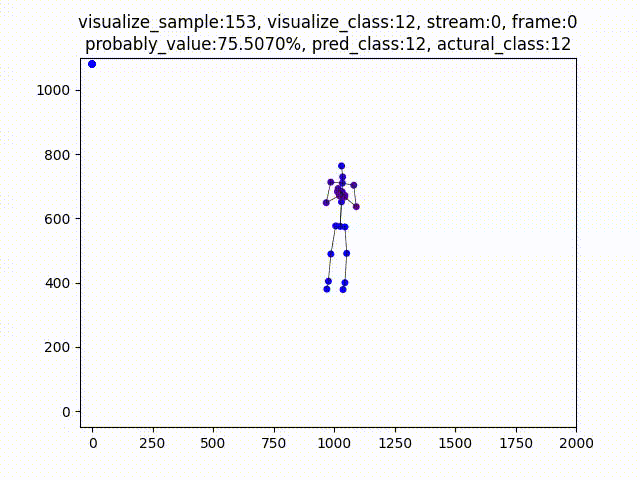 visualize_sample:153, visualize_class:12, stream:0, frame:0
probably_value:75.5070%, pred_class:12, actural_class:12
1000
800
600
400
200
0
0 250 500 750 1000 1250 1500 1750 2000